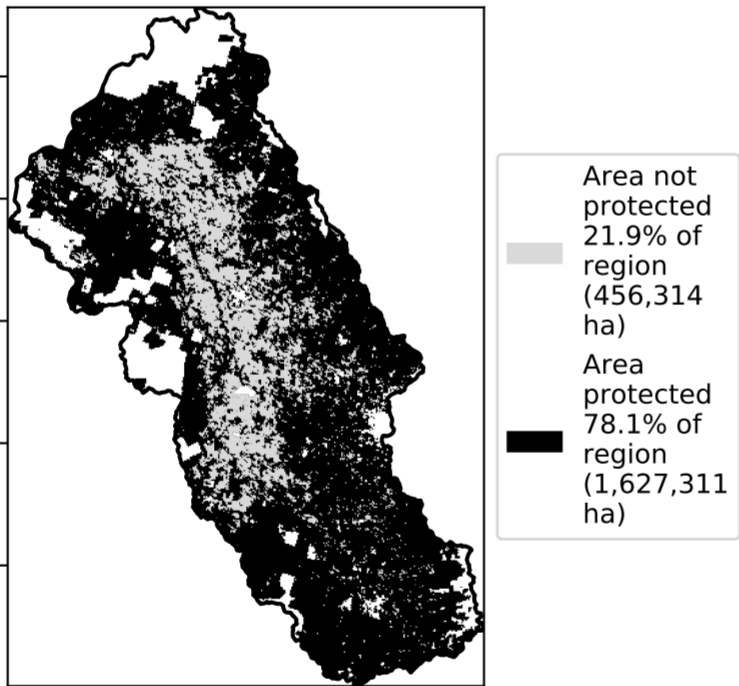 Area not
protected
21.9% of
region
(456,314
ha)
Area
protected
78.1% of
region
(1,627,311
ha)